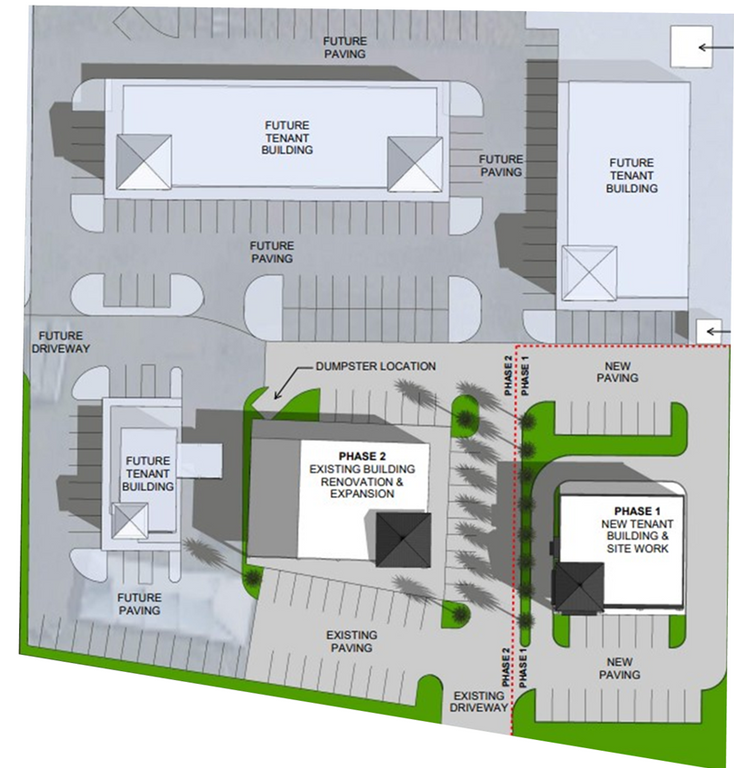 FUTURE
PAVING
FUTURE
TENANT
BUILDING
FUTURE
PAVING
FUTURE
TENANT
BUILDING
FUTURE
PAVING
FUTURE
DRIVEWAY
DUMPSTER LOCATION
PHASE 2
PHASE 1
NEW
PAVING
FUTURE
TENANT
BUILDING
PHASE 2
EXISTING BUILDING
RENOVATION &
EXPANSION
PHASE 1
NEW TENANT
BUILDING &
SITE WORK
FUTURE
PAVING
EXISTING
PAVING
PHASE 2
PHASE 1
NEW
PAVING
EXISTING
DRIVEWAY